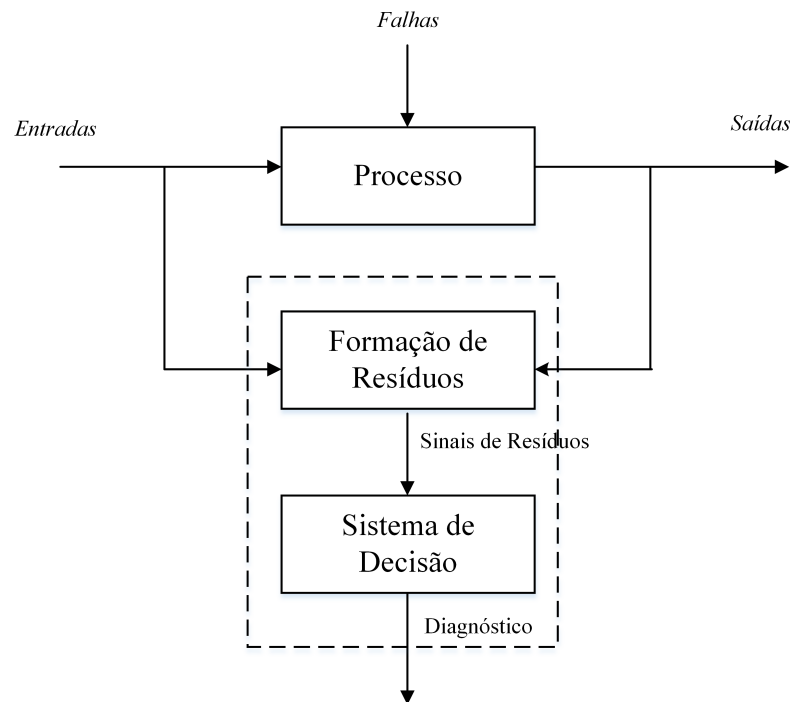 Falhas
Entradas
Saídas
Processo
Formação de
Resíduos
Sinais de Resíduos
Sistema de
Decisão
Diagnóstico